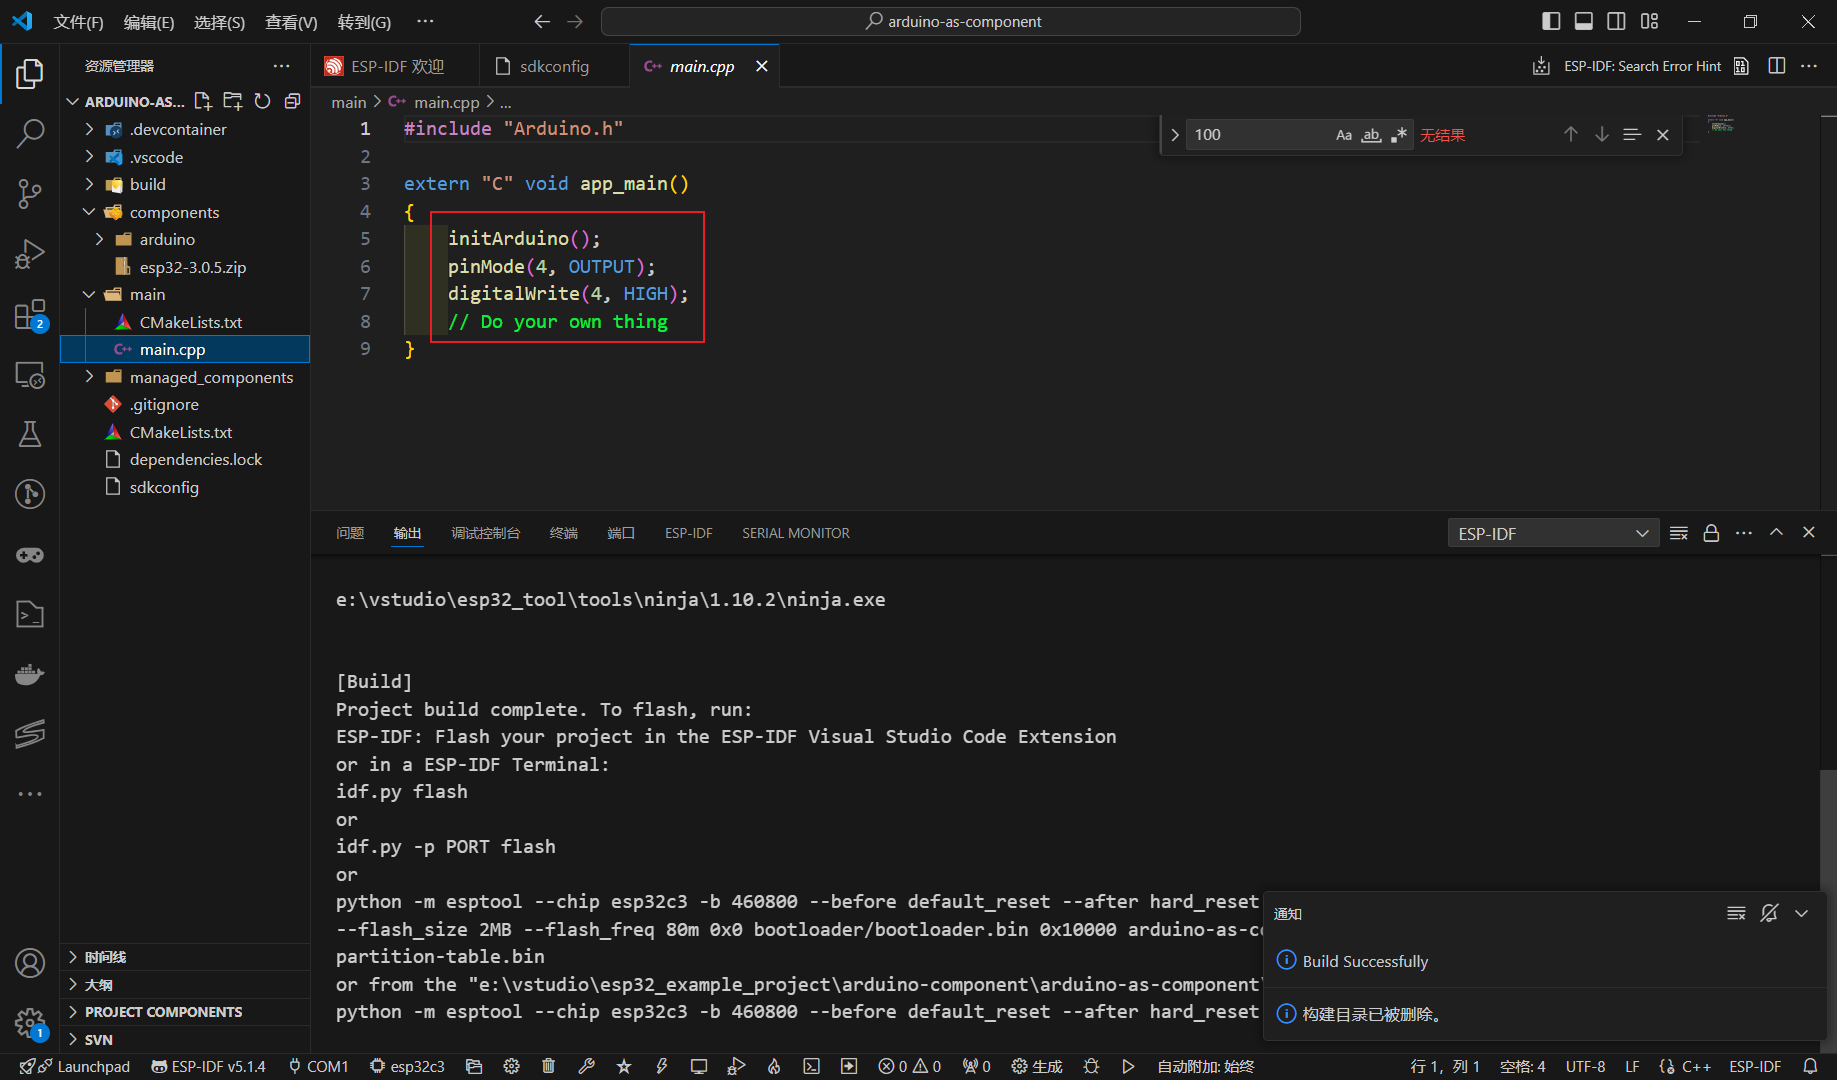 文件(F) 编辑(E) 选择(S) 查看(V) 转到(G) ··· arduino-as-component
资源管理器
ARDUINO-AS...
.devcontainer
.vscode
build
components
arduino
esp32-3.0.5.zip
main
CMakeLists.txt
main.cpp
managed_components
.gitignore
CMakeLists.txt
dependencies.lock
sdkconfig
时间线
大纲
PROJECT COMPONENTS
SVN
2
1
ESP-IDF 欢迎 sdkconfig main.cpp
ESP-IDF: Search Error Hint
main > main.cpp > ...
100 Aa ab .* 无结果
1 #include "Arduino.h"
2
3 extern "C" void app_main()
4 {
5 initArduino();
6 pinMode(4, OUTPUT);
7 digitalWrite(4, HIGH);
8 // Do your own thing
9 }
问题 输出 调试控制台 终端 端口 ESP-IDF SERIAL MONITOR ESP-IDF
e:\vstudio\esp32_tool\tools\ninja\1.10.2\ninja.exe
[Build]
Project build complete. To flash, run:
ESP-IDF: Flash your project in the ESP-IDF Visual Studio Code Extension
or in a ESP-IDF Terminal:
idf.py flash
or
idf.py -p PORT flash
or
python -m esptool --chip esp32c3 -b 460800 --before default_reset --after hard_reset
--flash_size 2MB --flash_freq 80m 0x0 bootloader/bootloader.bin 0x10000 arduino-as-co
partition-table.bin
or from the "e:\vstudio\esp32_example_project\arduino-component\arduino-as-component\
python -m esptool --chip esp32c3 -b 460800 --before default_reset --after hard_reset
通知
Build Successfully
构建目录已被删除。
Launchpad ESP-IDF v5.1.4 COM1 esp32c3 0 0 0 生成 自动附加: 始终 行 1，列 1 空格: 4 UTF-8 LF {} C++ ESP-IDF